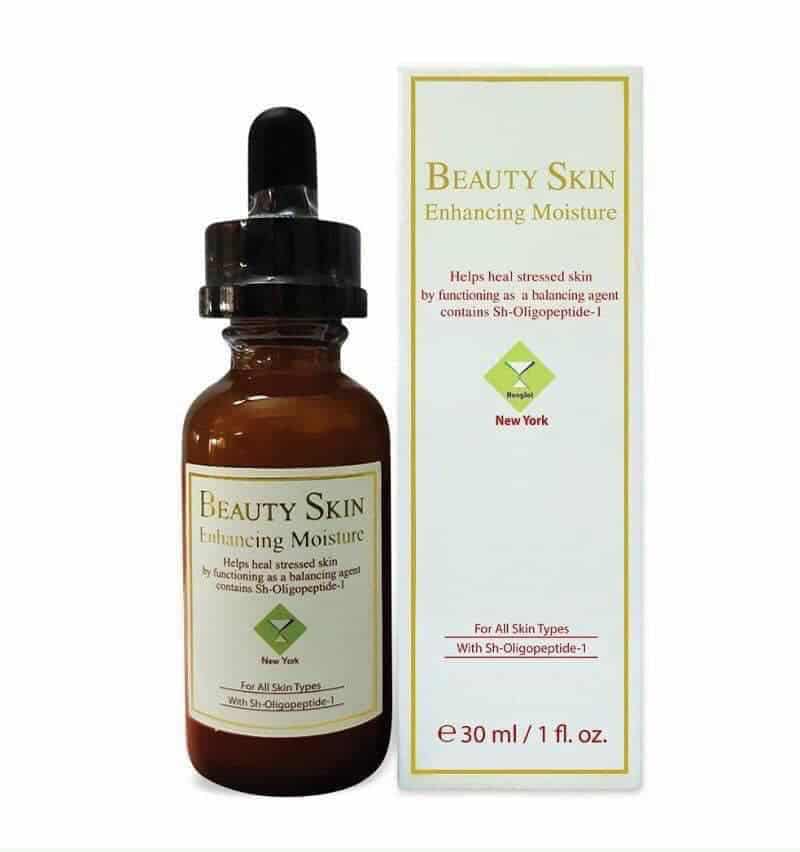 BEAUTY SKIN
Enhancing Moisture
Helps heal stressed skin
by functioning as a balancing agent
contains Sh-Oligopeptide-1
New York
For All Skin Types
With Sh-Oligopeptide-1
BEAUTY SKIN
Enhancing Moisture
Helps heal stressed skin
by functioning as a balancing agent
contains Sh-Oligopeptide-1
New York
For All Skin Types
With Sh-Oligopeptide-1
℮ 30 ml / 1 fl. oz.